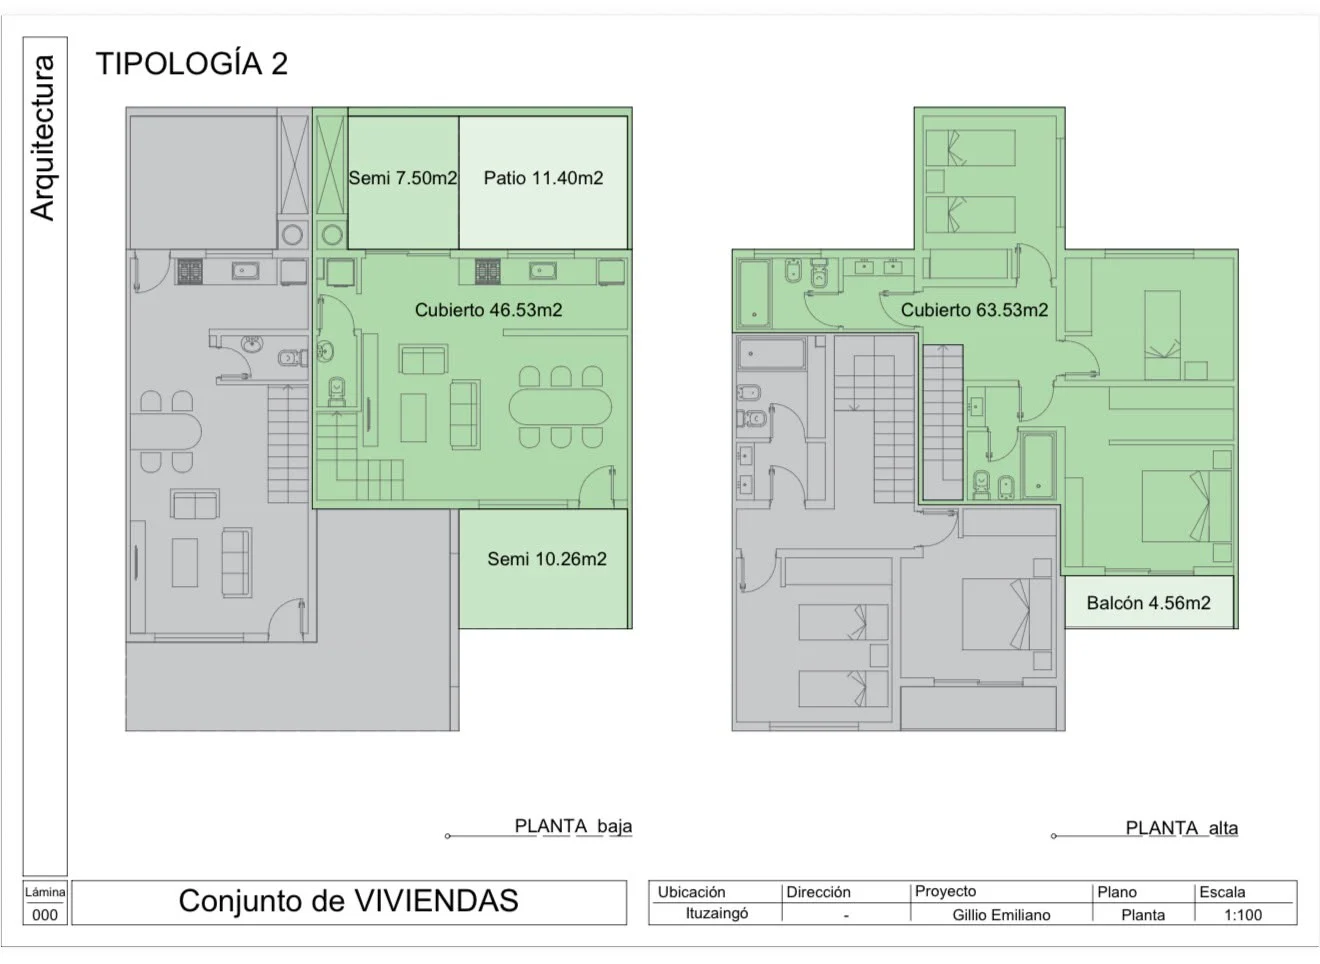 Arquitectura
TIPOLOGÍA 2
Semi 7.50m2
Patio 11.40m2
Cubierto 46.53m2
Semi 10.26m2
Cubierto 63.53m2
Balcón 4.56m2
PLANTA baja
PLANTA alta
Lámina
000
Conjunto de VIVIENDAS
Ubicación Dirección Proyecto Plano Escala
Ituzaingó - Gillio Emiliano Planta 1:100